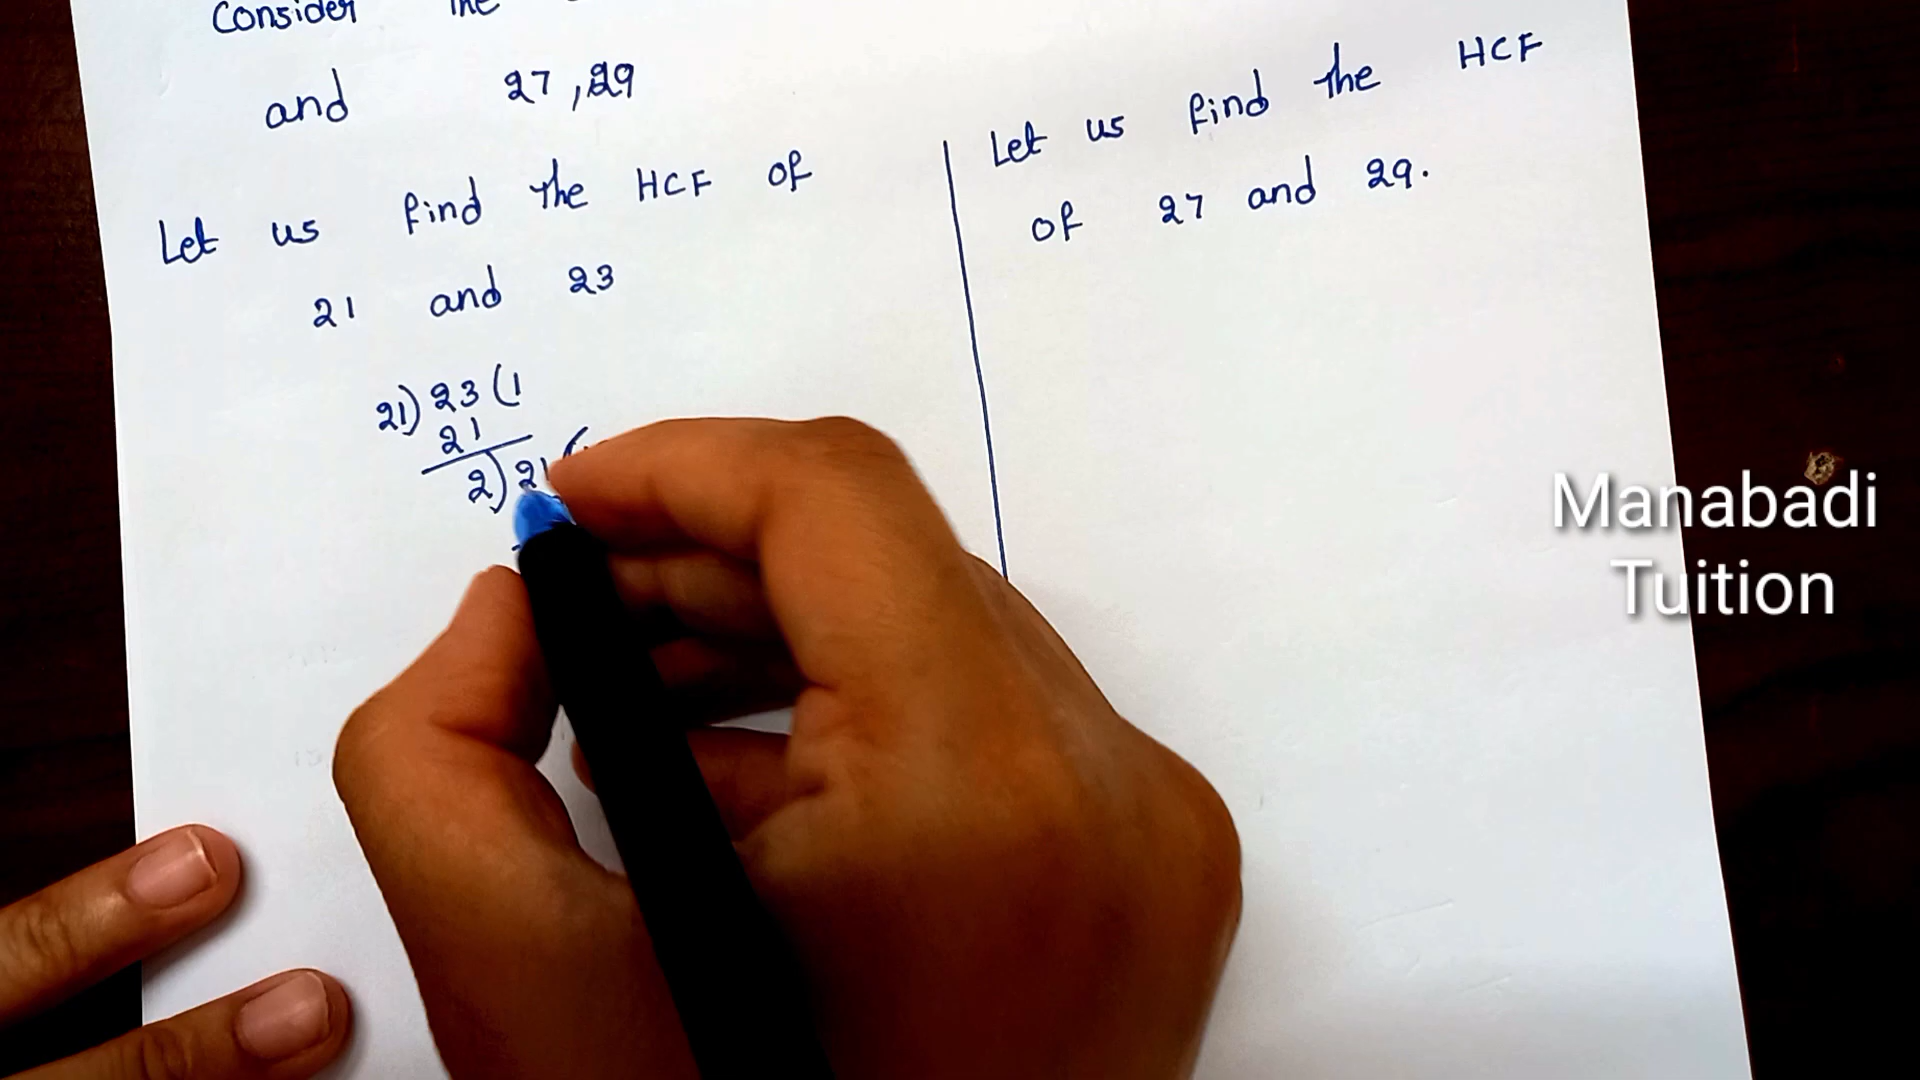 Consider the
and 27, 29
Let us find the HCF of
21 and 23
21) 23 (1
21
2) 21 (
Let us find the HCF
of 27 and 29.
Manabadi
Tuition